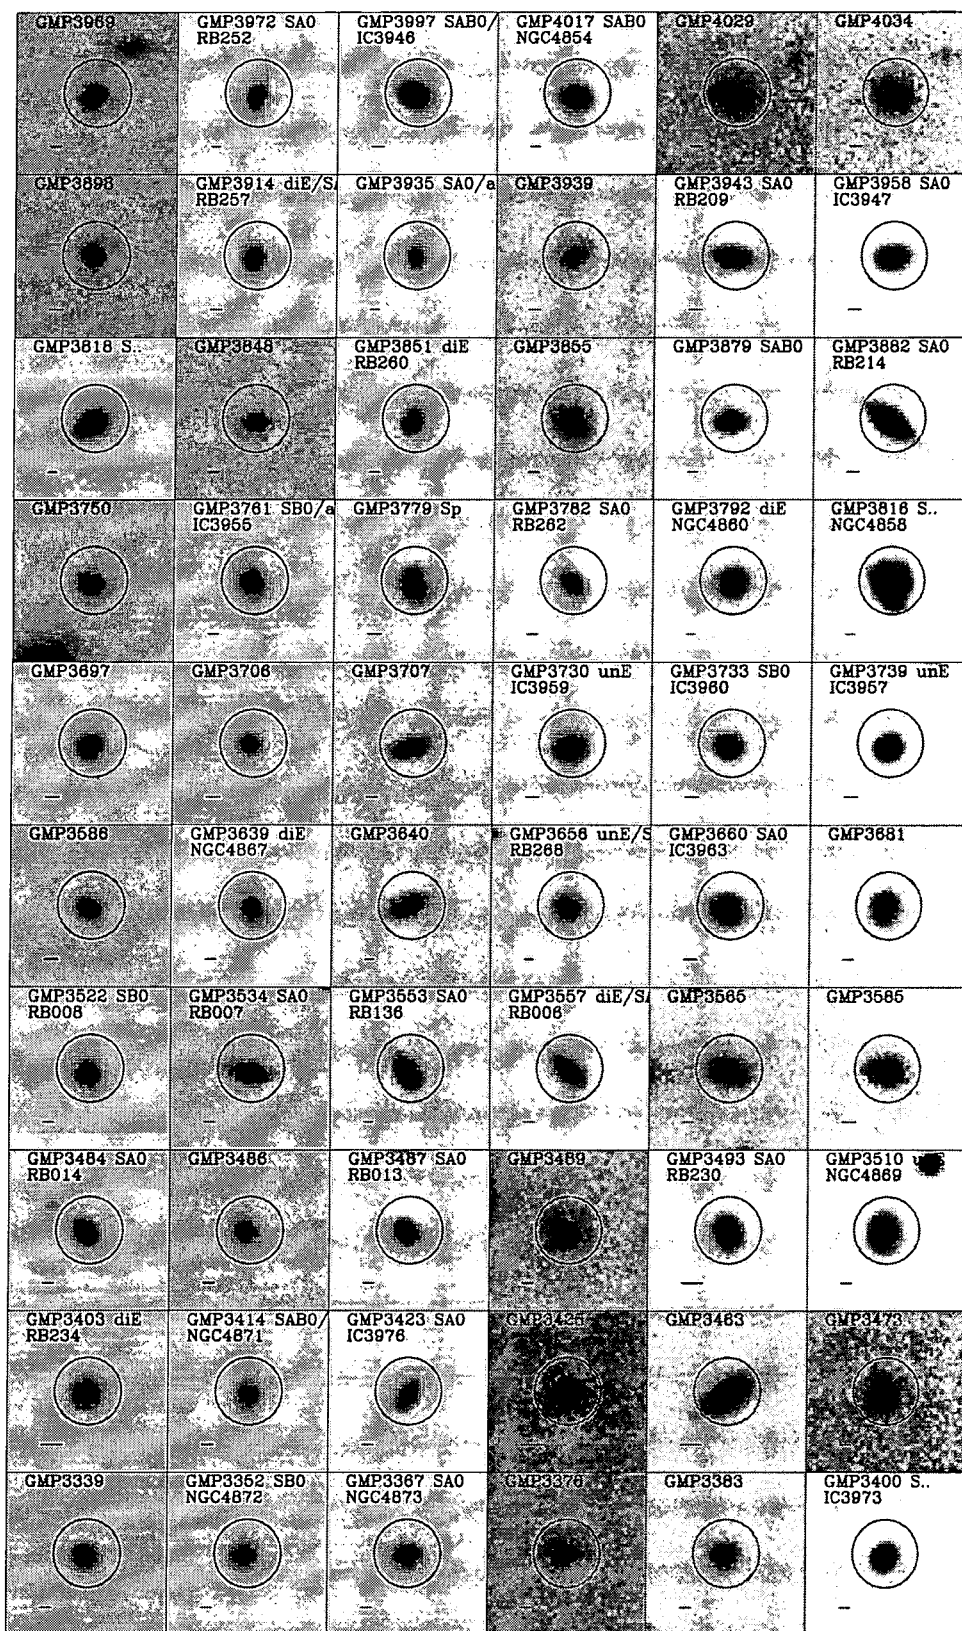 GMP3969
GMP3972 SA0
RB252
GMP3997 SAB0/
IC3946
GMP4017 SAB0
NGC4854
GMP4029
GMP4034
GMP3898
GMP3914 diE/SA
RB257
GMP3935 SA0/a
GMP3939
GMP3943 SA0
RB209
GMP3958 SA0
IC3947
GMP3818 S..
GMP3848
GMP3851 diE
RB260
GMP3855
GMP3879 SAB0
GMP3882 SA0
RB214
GMP3750
GMP3761 SB0/a
IC3955
GMP3779 Sp
GMP3782 SA0
RB262
GMP3792 diE
NGC4860
GMP3816 S..
NGC4858
GMP3697
GMP3706
GMP3707
GMP3730 unE
IC3959
GMP3733 SB0
IC3960
GMP3739 unE
IC3957
GMP3586
GMP3639 diE
NGC4867
GMP3640
GMP3656 unE/S
RB268
GMP3660 SA0
IC3963
GMP3681
GMP3522 SB0
RB008
GMP3534 SA0
RB007
GMP3553 SA0
RB136
GMP3557 diE/SA
RB006
GMP3565
GMP3585
GMP3484 SA0
RB014
GMP3486
GMP3487 SA0
RB013
GMP3489
GMP3493 SA0
RB230
GMP3510
NGC4869
GMP3403 diE
RB234
GMP3414 SAB0/
NGC4871
GMP3423 SA0
IC3976
GMP3463
GMP3473
GMP3339
GMP3352 SB0
NGC4872
GMP3367 SA0
NGC4873
GMP3376
GMP3383
GMP3400 S..
IC3973